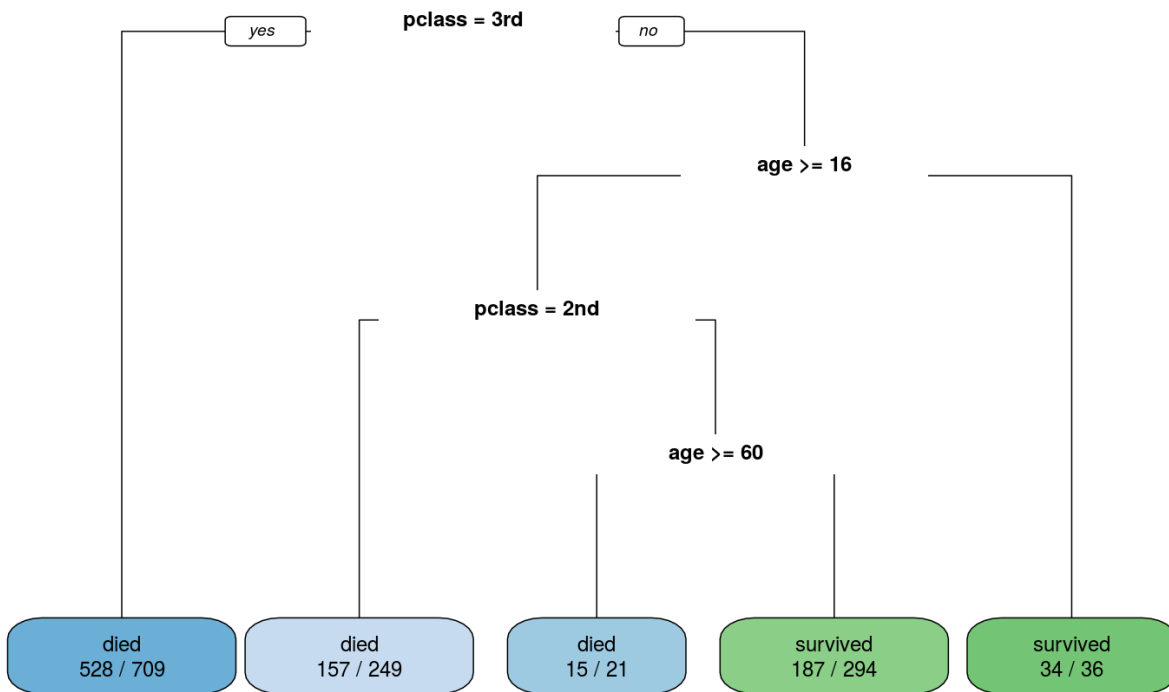 pclass = 3rd
yes
no
age >= 16
pclass = 2nd
age >= 60
died
528 / 709
died
157 / 249
died
15 / 21
survived
187 / 294
survived
34 / 36